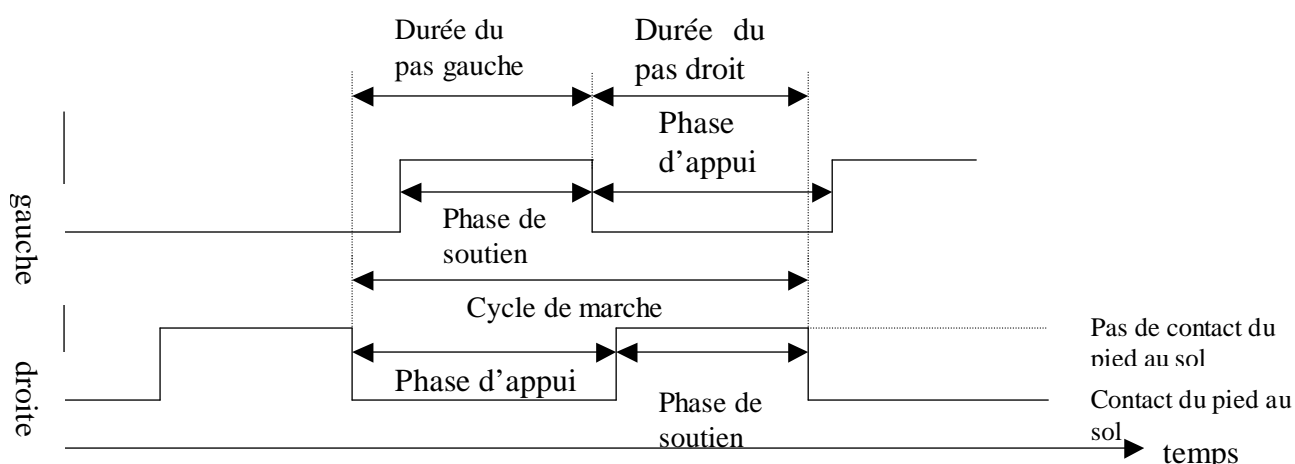 Durée du
pas gauche
Durée du
pas droit
Phase
d'appui
gauche
Phase de
soutien
Cycle de marche
Pas de contact du
pied au sol
droite
Phase d'appui
Phase de
soutien
Contact du pied au
sol
temps